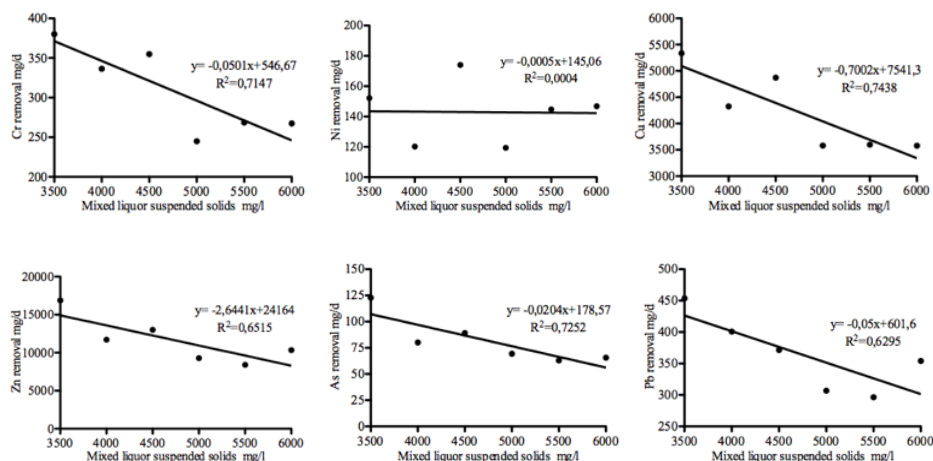 400
350
300
250
200
Cr removal mg/d
y= -0,0501x+546,67
R²=0,7147
3500 4000 4500 5000 5500 6000
Mixed liquor suspended solids mg/l
200
180
160
140
120
100
Ni removal mg/d
y= -0,0005x+145,06
R²=0,0004
3500 4000 4500 5000 5500 6000
Mixed liquor suspended solids mg/l
6000
5500
5000
4500
4000
3500
3000
Cu removal mg/d
y= -0,7002x+7541,3
R²=0,7438
3500 4000 4500 5000 5500 6000
Mixed liquor suspended solids mg/l
20000
15000
10000
5000
0
Zn removal mg/d
y= -2,6441x+24164
R²=0,6515
3500 4000 4500 5000 5500 6000
Mixed liquor suspended solids mg/l
150
125
100
75
50
25
0
As removal mg/d
y= -0,0204x+178,57
R²=0,7252
3500 4000 4500 5000 5500 6000
Mixed liquor suspended solids mg/l
500
450
400
350
300
250
Pb removal mg/d
y= -0,05x+601,6
R²=0,6295
3500 4000 4500 5000 5500 6000
Mixed liquor suspended solids mg/l